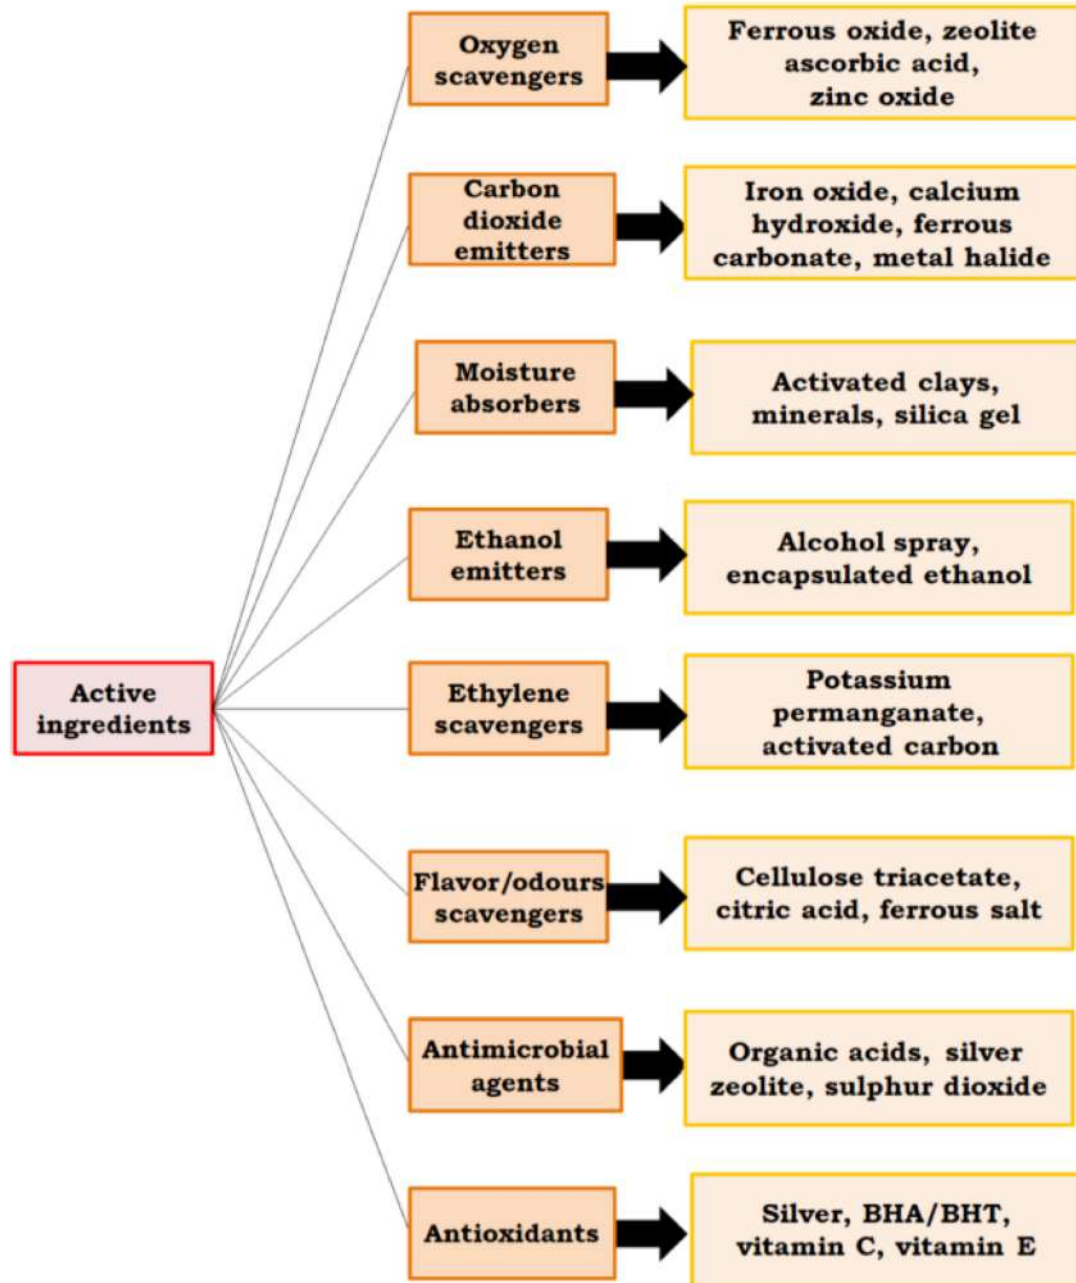 Oxygen
scavengers
Ferrous oxide, zeolite
ascorbic acid,
zinc oxide
Carbon
dioxide
emitters
Iron oxide, calcium
hydroxide, ferrous
carbonate, metal halide
Moisture
absorbers
Activated clays,
minerals, silica gel
Ethanol
emitters
Alcohol spray,
encapsulated ethanol
Active
ingredients
Ethylene
scavengers
Potassium
permanganate,
activated carbon
Flavor/odours
scavengers
Cellulose triacetate,
citric acid, ferrous salt
Antimicrobial
agents
Organic acids, silver
zeolite, sulphur dioxide
Antioxidants
Silver, BHA/BHT,
vitamin C, vitamin E